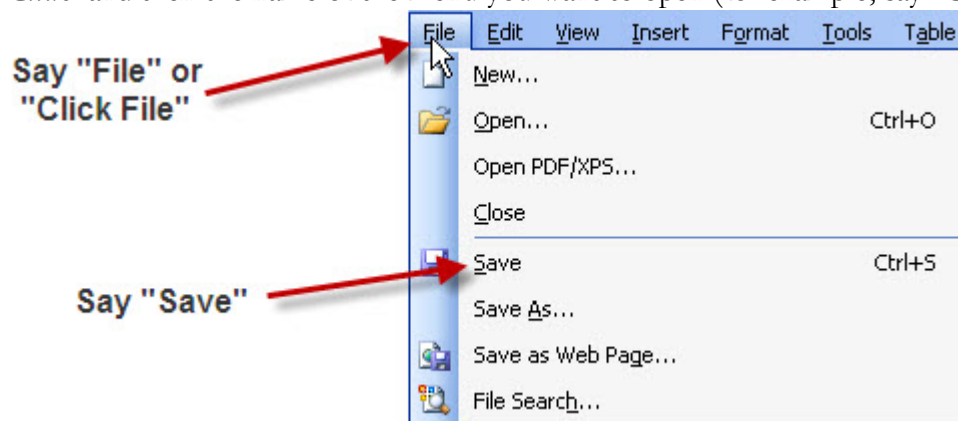 File Edit View Insert Format Tools Table
Say "File" or
"Click File"
New...
Open... Ctrl+O
Open PDF/XPS...
Close
Say "Save"
Save Ctrl+S
Save As...
Save as Web Page...
File Search...